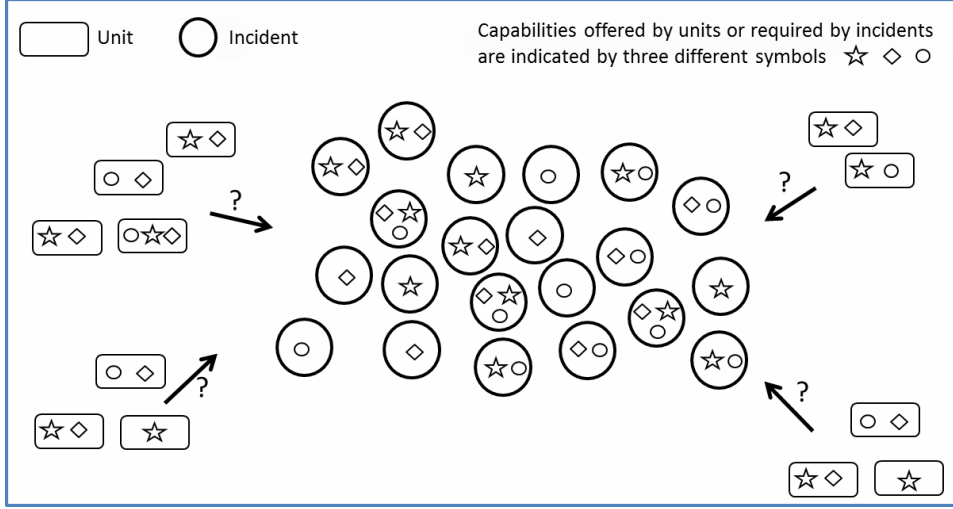 Unit
Incident
Capabilities offered by units or required by incidents
are indicated by three different symbols
?
?
?
?